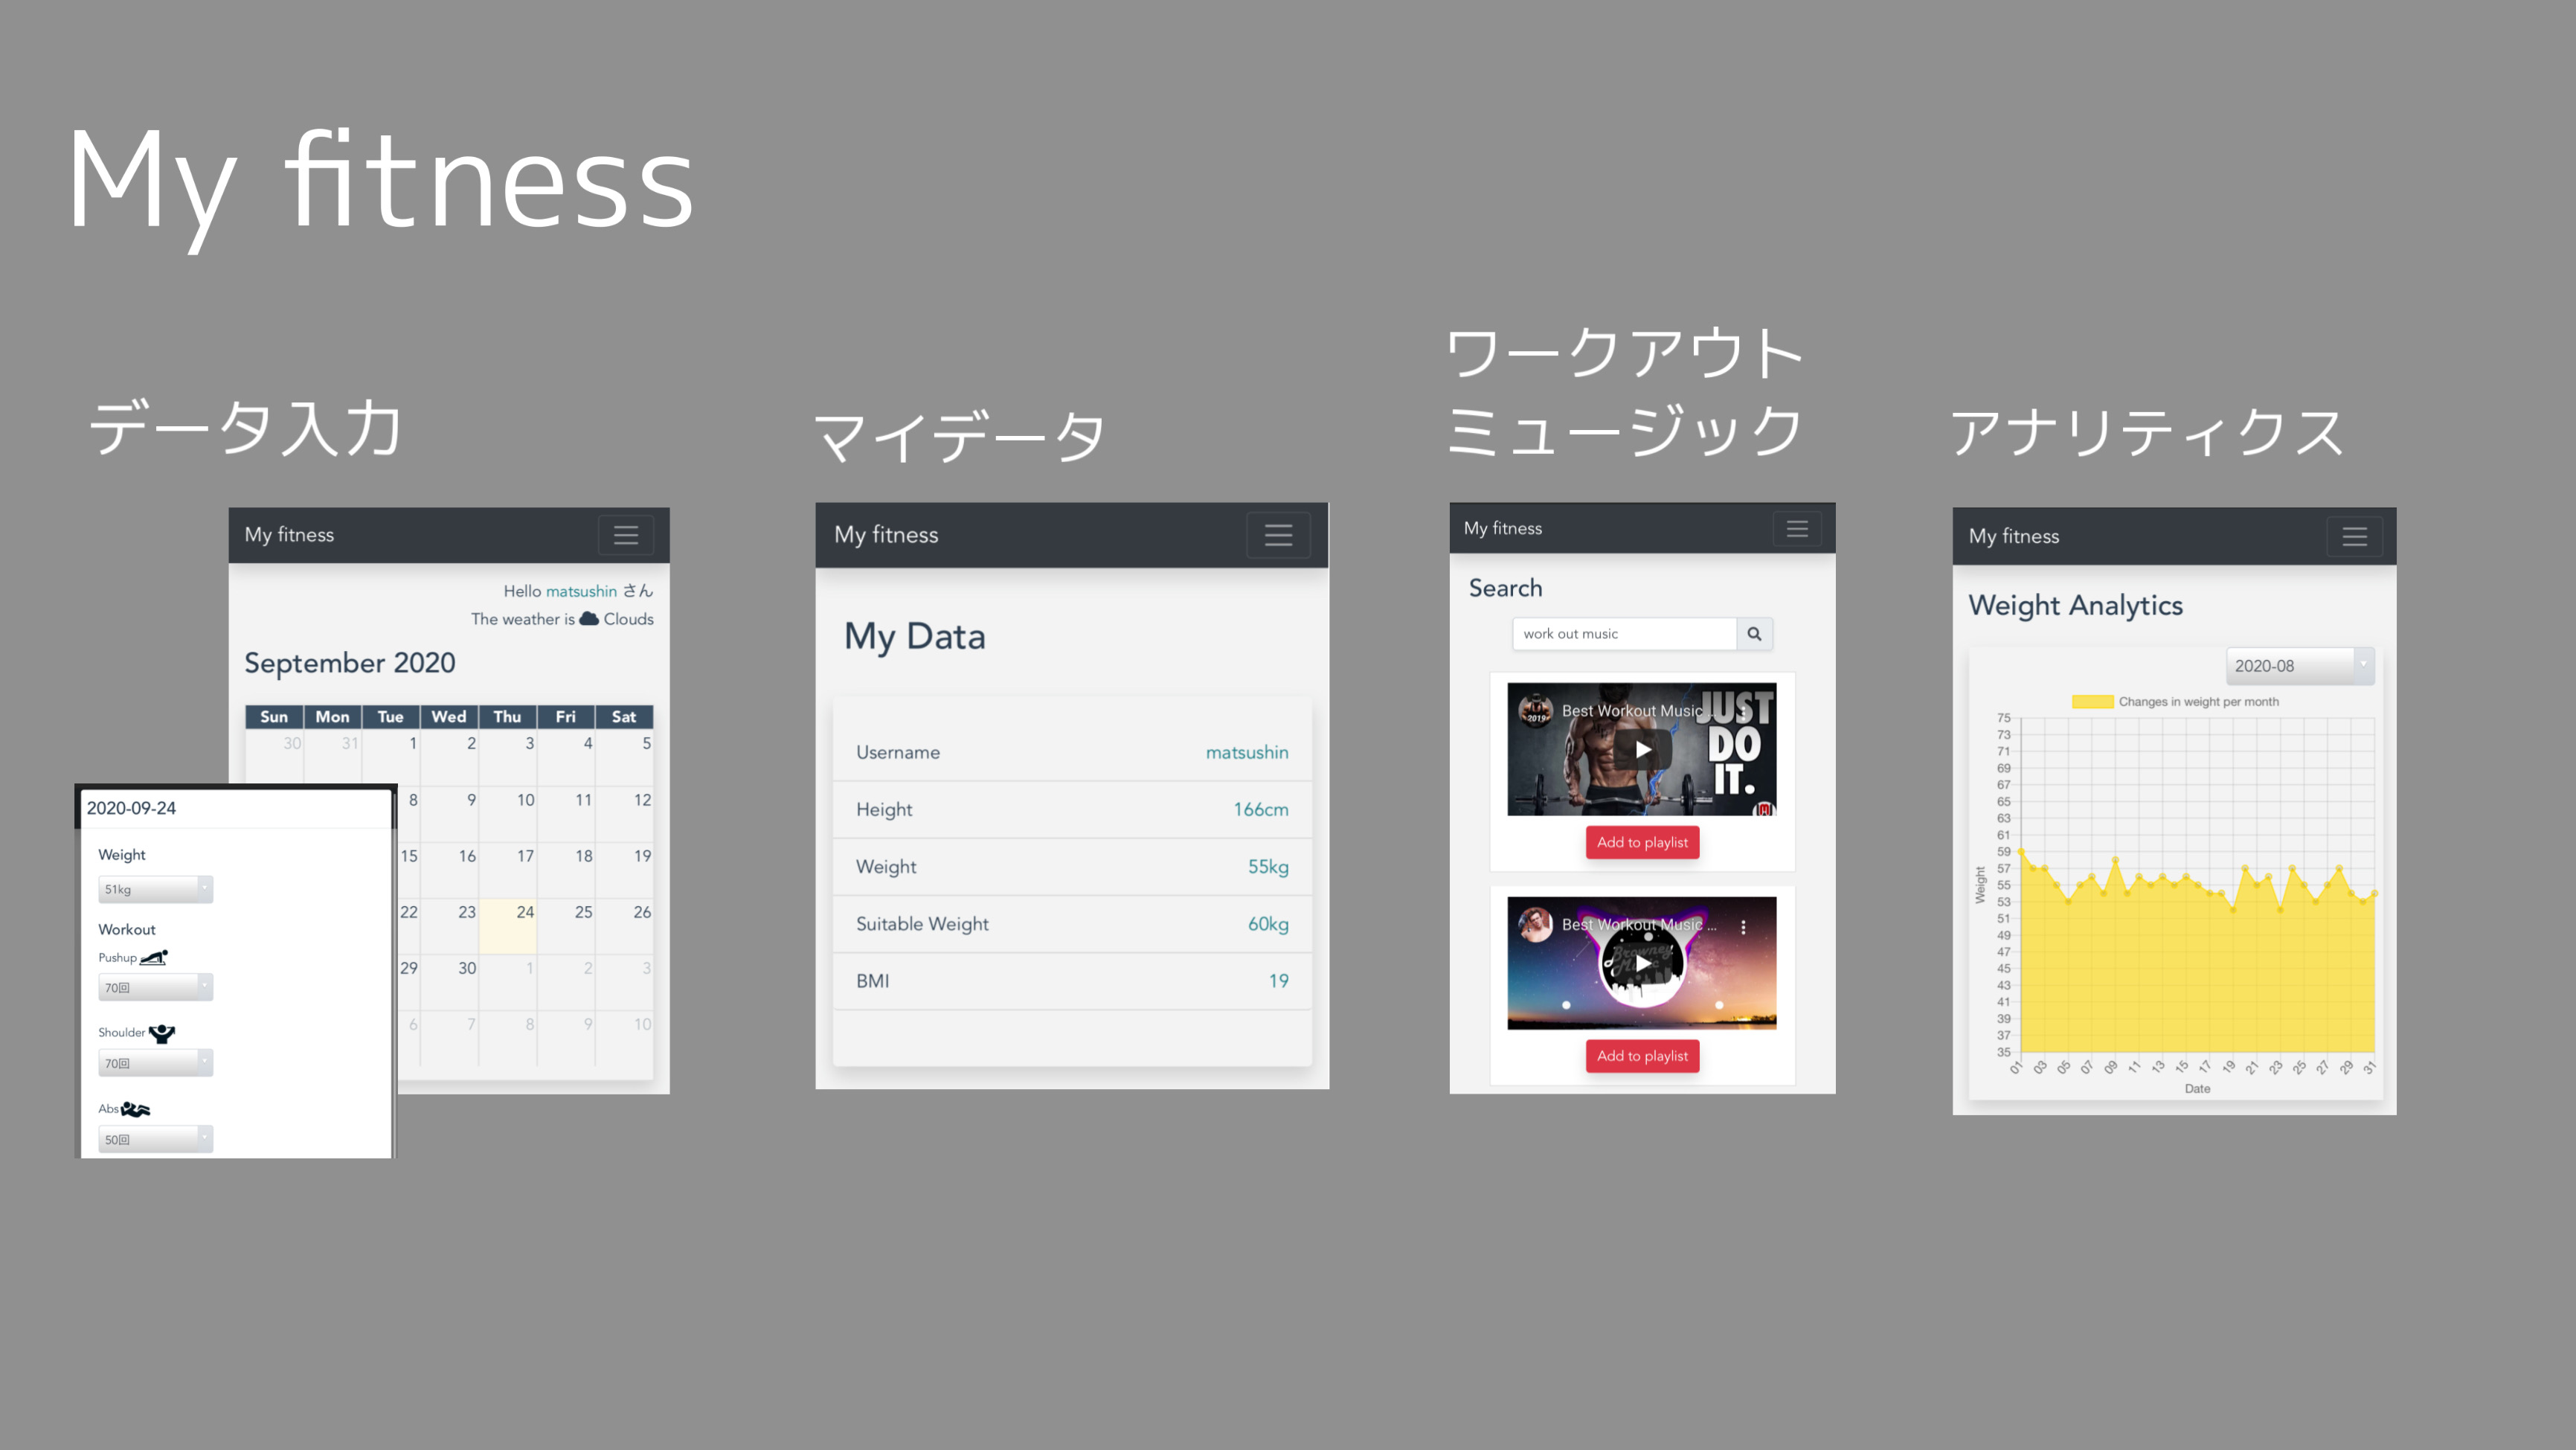 My fitness
データ入力
My fitness
Hello matsushin さん
The weather is Clouds
September 2020
Sun Mon Tue Wed Thu Fri Sat
30 31 1 2 3 4 5
8 9 10 11 12
15 16 17 18 19
22 23 24 25 26
29 30 1 2 3
6 7 8 9 10
2020-09-24
Weight
51kg
Workout
Pushup
70回
Shoulder
70回
Abs
50回
マイデータ
My fitness
My Data
Username matsushin
Height 166cm
Weight 55kg
Suitable Weight 60kg
BMI 19
ワークアウト
ミュージック
My fitness
Search
work out music
2019
Best Workout Music ...
JUST
DO
IT.
Add to playlist
Best Workout Music ...
Browney
Music
Add to playlist
アナリティクス
My fitness
Weight Analytics
2020-08
Changes in weight per month
75
73
71
69
67
65
63
61
59
57
55
53
51
49
47
45
43
41
39
37
35
Weight
01 03 05 07 09 11 13 15 17 19 21 23 25 27 29 31
Date